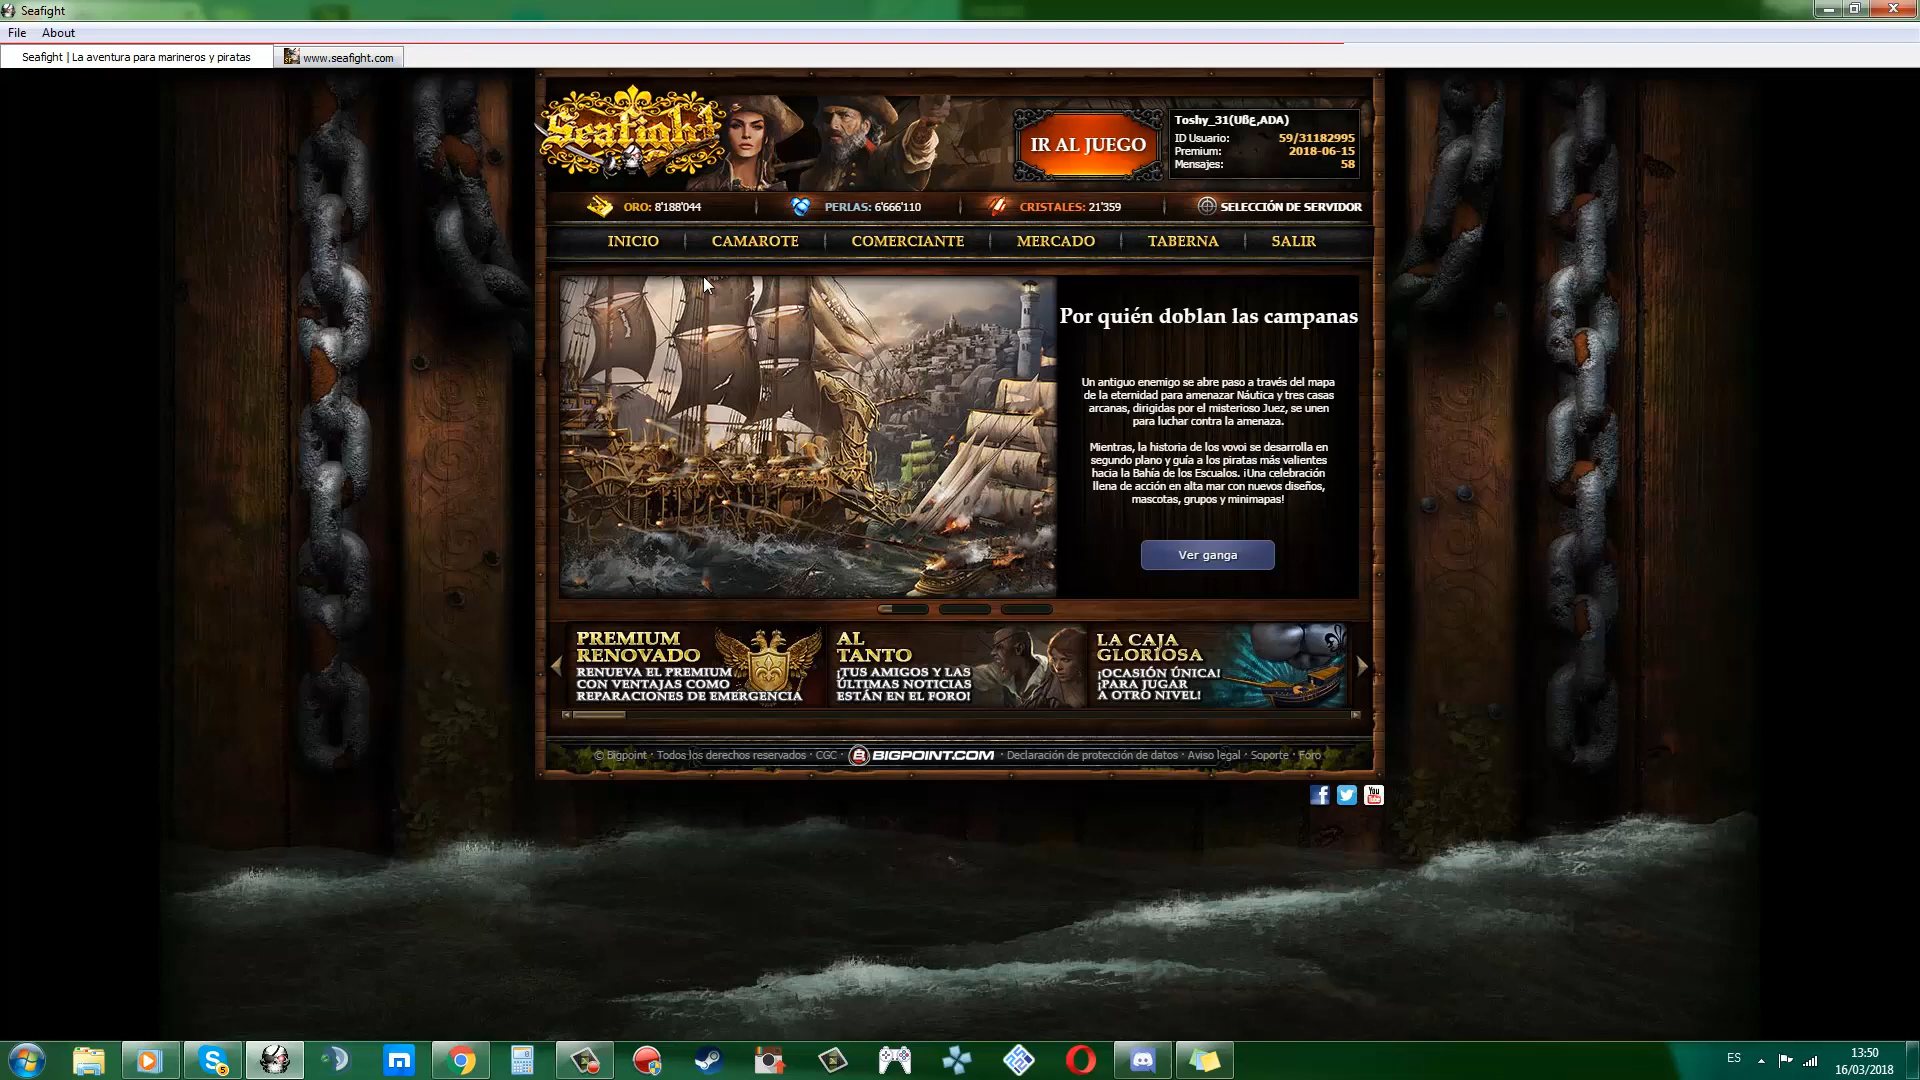 Seafight
File About
Seafight | La aventura para marineros y piratas
www.seafight.com
Seafight
IR AL JUEGO
Toshy_31(Uβξ,ADA)
ID Usuario: 59/31182995
Premium: 2018-06-15
Mensajes: 58
ORO: 8'188'044
PERLAS: 6'666'110
CRISTALES: 21'359
SELECCIÓN DE SERVIDOR
INICIO
CAMAROTE
COMERCIANTE
MERCADO
TABERNA
SALIR
Por quién doblan las campanas
Un antiguo enemigo se abre paso a través del mapa
de la eternidad para amenazar Náutica y tres casas
arcanas, dirigidas por el misterioso Juez, se unen
para luchar contra la amenaza.
Mientras, la historia de los vovoi se desarrolla en
segundo plano y guía a los piratas más valientes
hacia la Bahía de los Escualos. ¡Una celebración
llena de acción en alta mar con nuevos diseños,
mascotas, grupos y minimapas!
Ver ganga
PREMIUM
RENOVADO
RENUEVA EL PREMIUM
CON VENTAJAS COMO
REPARACIONES DE EMERGENCIA
AL
TANTO
¡TUS AMIGOS Y LAS
ÚLTIMAS NOTICIAS
ESTÁN EN EL FORO!
LA CAJA
GLORIOSA
¡OCASIÓN ÚNICA!
¡PARA JUGAR
A OTRO NIVEL!
© Bigpoint · Todos los derechos reservados · CGC · BIGPOINT.COM · Declaración de protección de datos · Aviso legal · Soporte · Foro
You
Tube
5
ES
13:50
16/03/2018